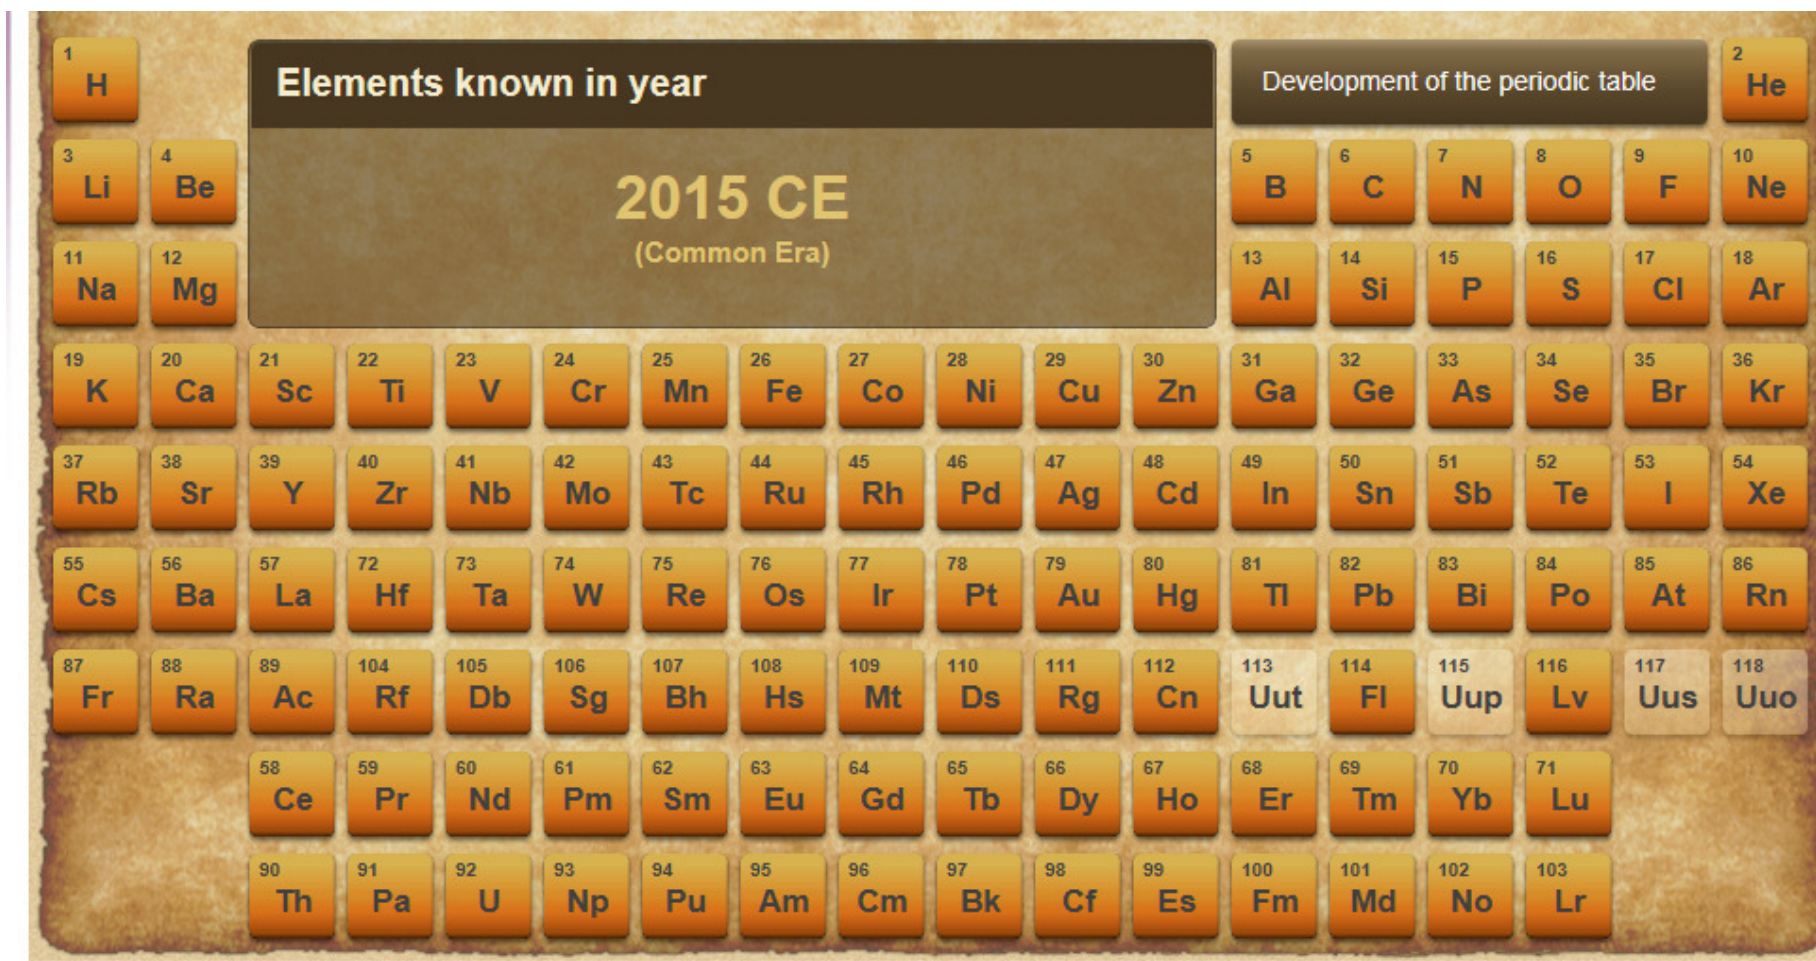 1 2
H Elements known in year Development of the periodic table He
3 4 5 6 7 8 9 10
Li Be 2015 CE B C N O F Ne
(Common Era)
11 12 13 14 15 16 17 18
Na Mg Al Si P S Cl Ar
19 20 21 22 23 24 25 26 27 28 29 30 31 32 33 34 35 36
K Ca Sc Ti V Cr Mn Fe Co Ni Cu Zn Ga Ge As Se Br Kr
37 38 39 40 41 42 43 44 45 46 47 48 49 50 51 52 53 54
Rb Sr Y Zr Nb Mo Tc Ru Rh Pd Ag Cd In Sn Sb Te I Xe
55 56 57 72 73 74 75 76 77 78 79 80 81 82 83 84 85 86
Cs Ba La Hf Ta W Re Os Ir Pt Au Hg Tl Pb Bi Po At Rn
87 88 89 104 105 106 107 108 109 110 111 112 113 114 115 116 117 118
Fr Ra Ac Rf Db Sg Bh Hs Mt Ds Rg Cn Uut Fl Uup Lv Uus Uuo
58 59 60 61 62 63 64 65 66 67 68 69 70 71
Ce Pr Nd Pm Sm Eu Gd Tb Dy Ho Er Tm Yb Lu
90 91 92 93 94 95 96 97 98 99 100 101 102 103
Th Pa U Np Pu Am Cm Bk Cf Es Fm Md No Lr